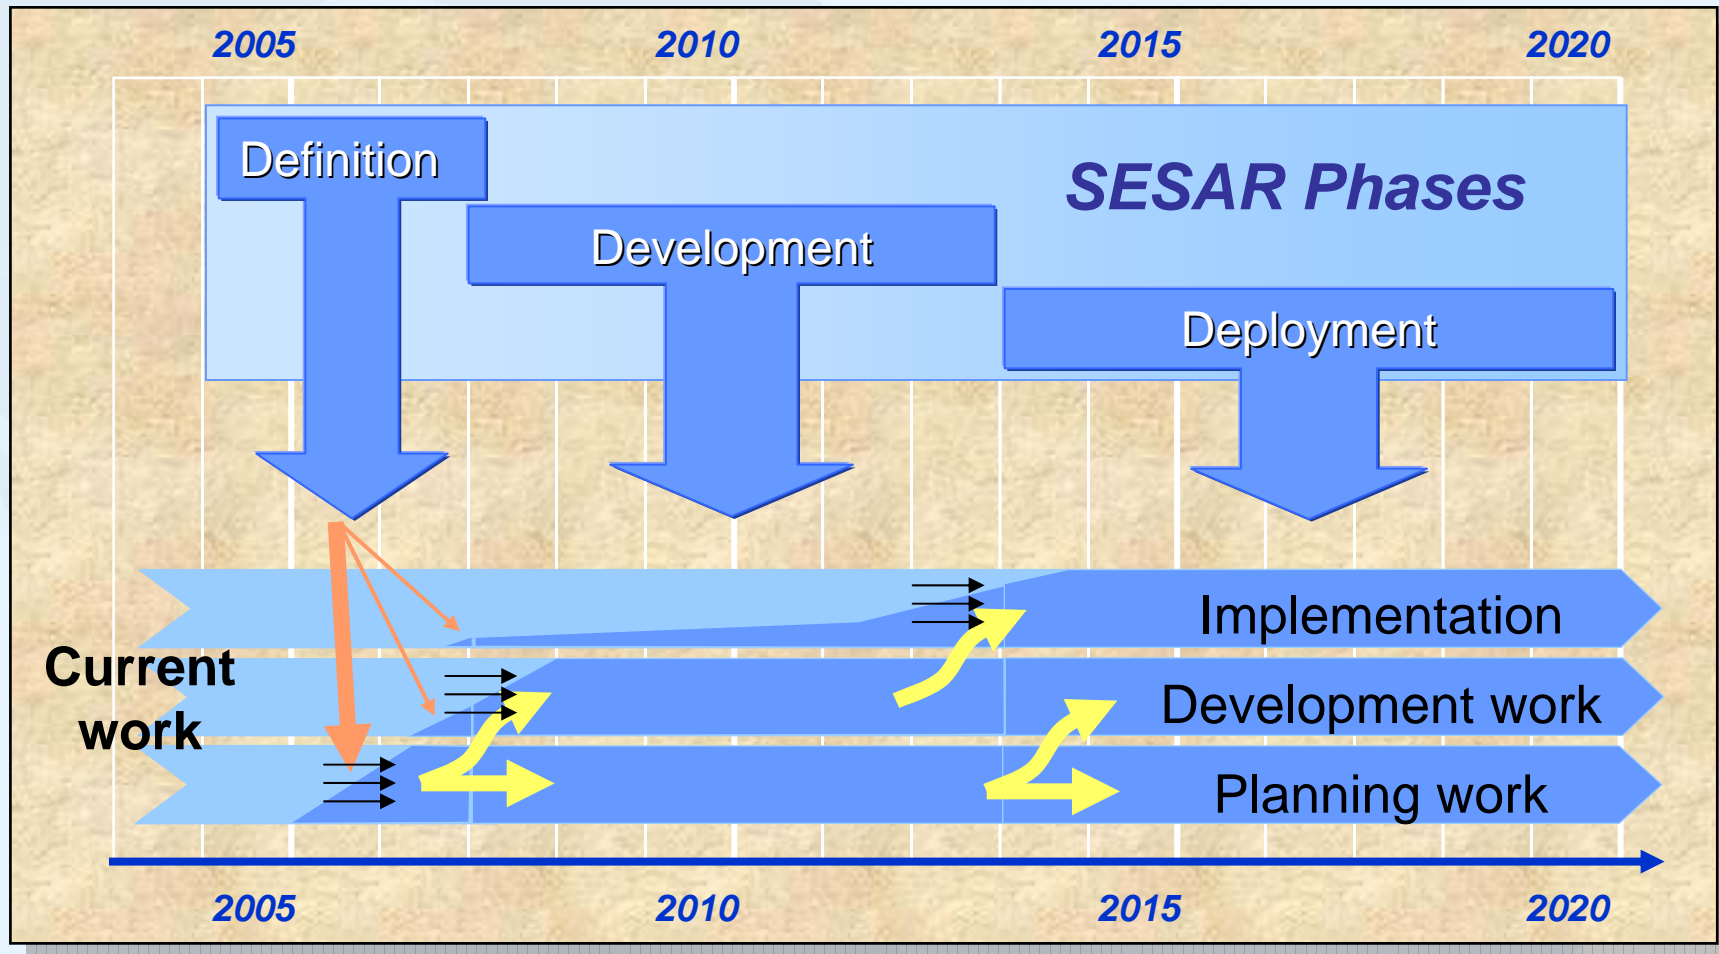 2005 2010 2015 2020
Definition
SESAR Phases
Development
Deployment
Implementation
Current
work
Development work
Planning work
2005 2010 2015 2020